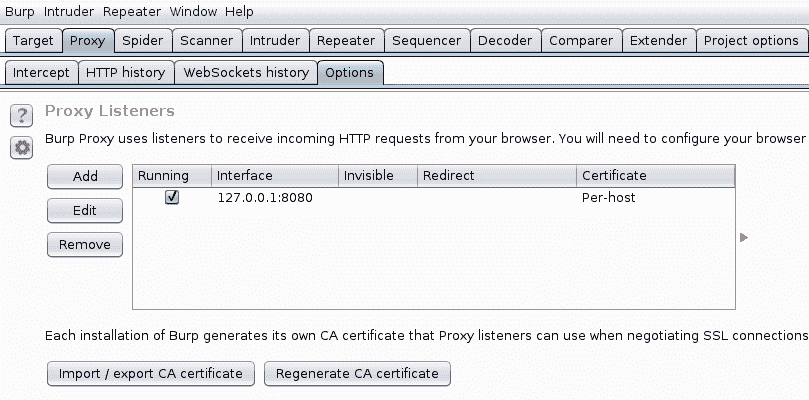 Burp Intruder Repeater Window Help
Target Proxy Spider Scanner Intruder Repeater Sequencer Decoder Comparer Extender Project options
Intercept HTTP history WebSockets history Options
? Proxy Listeners
Burp Proxy uses listeners to receive incoming HTTP requests from your browser. You will need to configure your browser
Add Running Interface Invisible Redirect Certificate
127.0.0.1:8080 Per-host
Edit
Remove
Each installation of Burp generates its own CA certificate that Proxy listeners can use when negotiating SSL connections
Import / export CA certificate Regenerate CA certificate